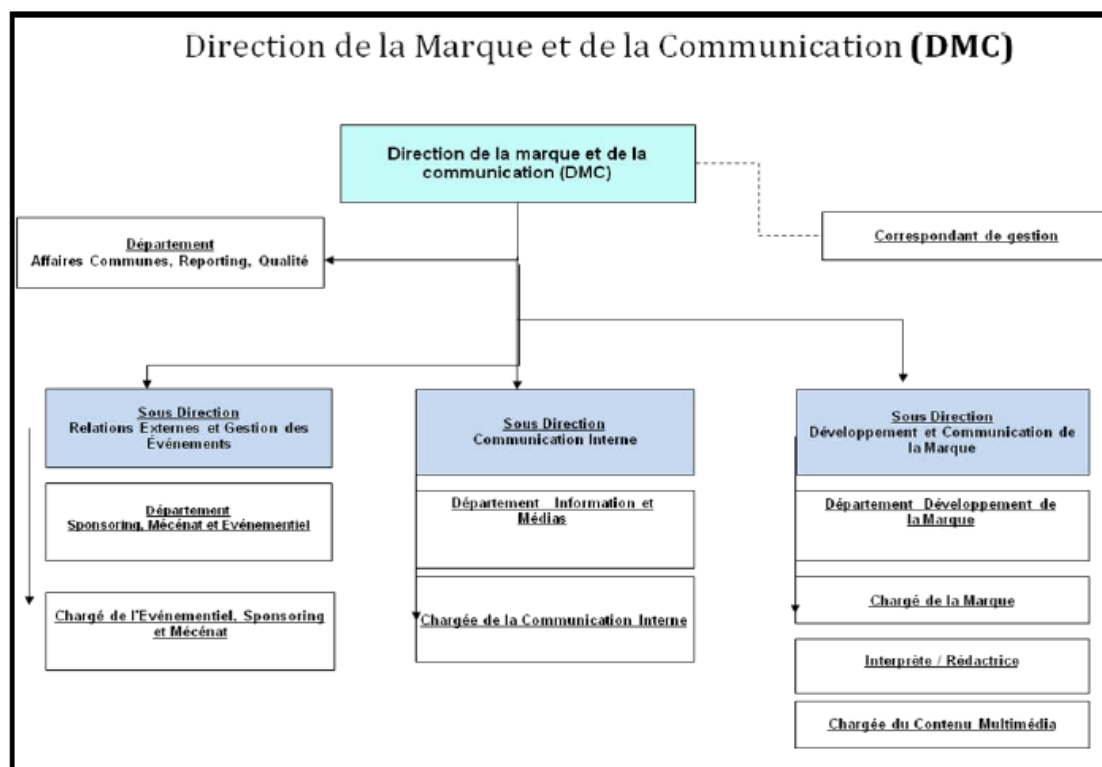 Direction de la Marque et de la Communication (DMC)
Direction de la marque et de la
communication (DMC)
Département
Affaires Communes, Reporting, Qualité
Correspondant de gestion
Sous Direction
Relations Externes et Gestion des
Événements
Département
Sponsoring, Mécénat et Evénementiel
Chargé de l'Evénementiel, Sponsoring
et Mécénat
Sous Direction
Communication Interne
Département Information et
Médias
Chargée de la Communication Interne
Sous Direction
Développement et Communication de
la Marque
Département Développement de
la Marque
Chargé de la Marque
Interprète / Rédactrice
Chargée du Contenu Multimédia